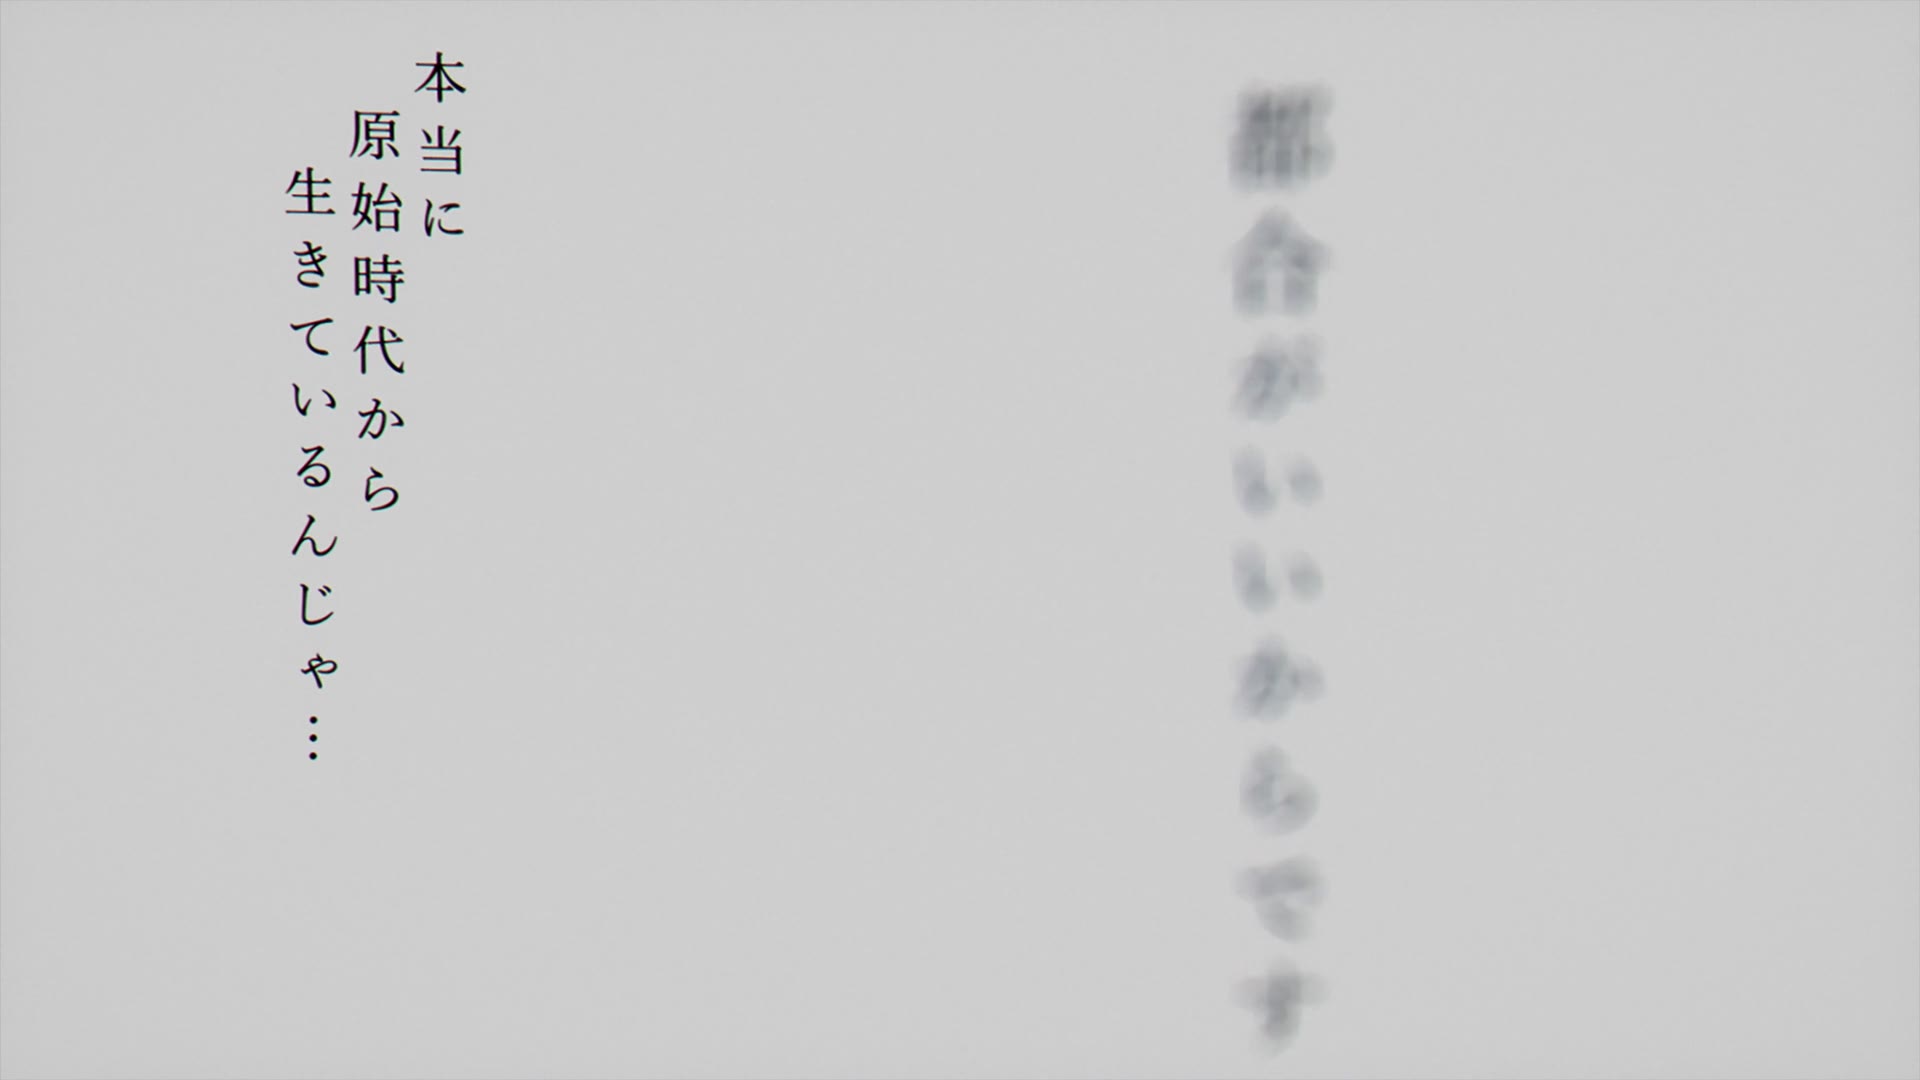 都合がいいからです
本当に
原始時代から
生きているんじゃ…